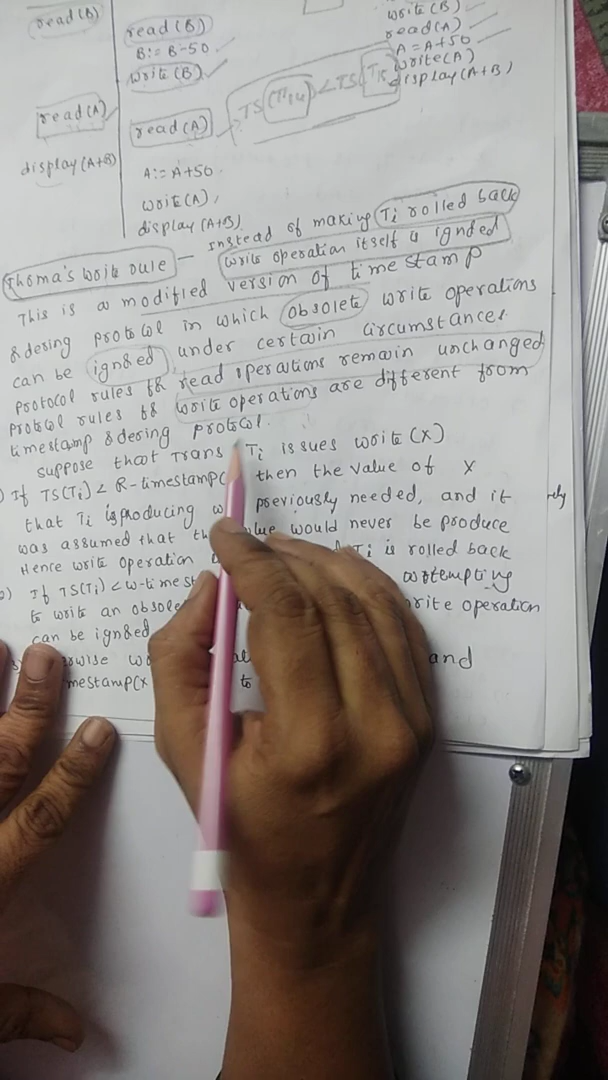 read(B)
read(B)
B:= B-50
write(B)
read(A)
read(A)
display(A+B)
A:= A+50.
write(A),
display (A+B)
write(B)
read(A)
A = A+50
write(A)
display(A+B)
TS(T14) < TS(T15)
Thoma's write rule — Instead of making Ti rolled back
write operation itself is ignored
This is a modified version of time stamp
ordering protocol in which obsolete write operations
can be ignored under certain circumstances.
Protocol rules for read operations remain unchanged
Protocol rules for write operations are different from
timestamp ordering protocol.
suppose that Trans Ti issues write (X)
If TS(Ti) < R-timestamp( then the value of X
that Ti is producing previously needed, and it
was assumed that the value would never be produce
Hence write operation Ti is rolled back
If TS(Ti) < w-timest attempting
to write an obsole write operation
can be ignored
and
mestamp(X to